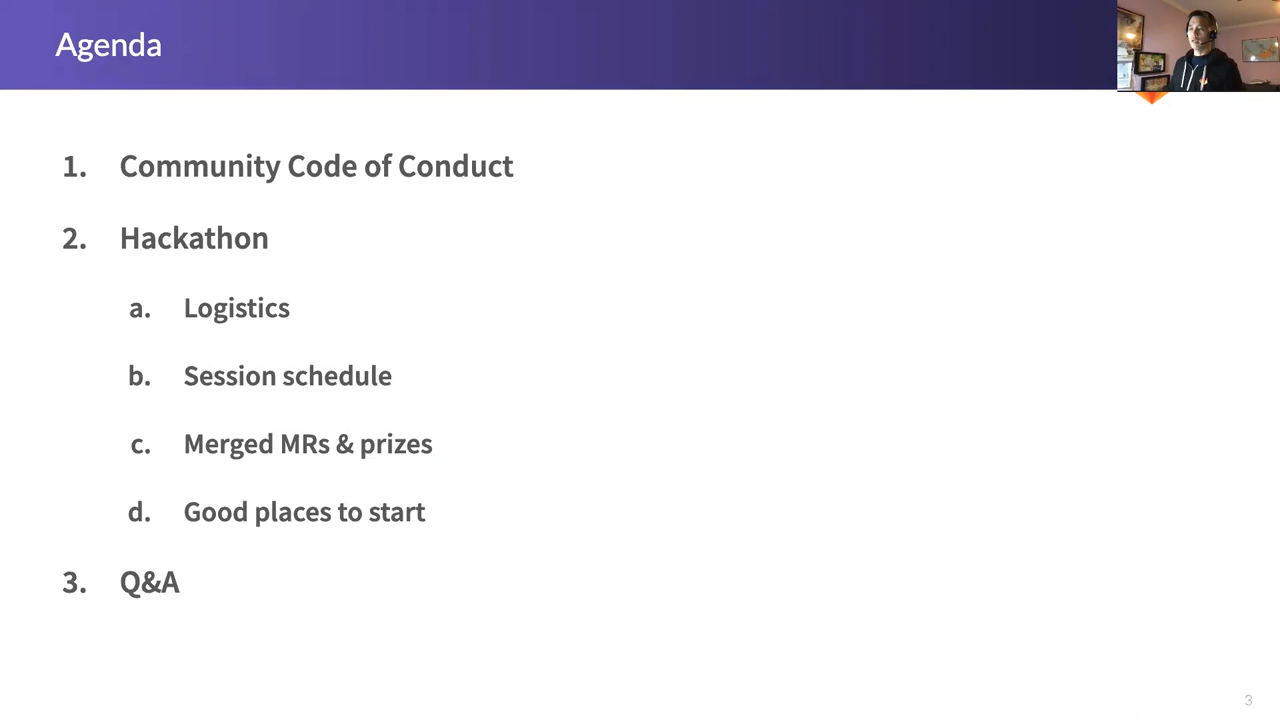 Agenda
1. Community Code of Conduct
2. Hackathon
a. Logistics
b. Session schedule
c. Merged MRs & prizes
d. Good places to start
3. Q&A
3